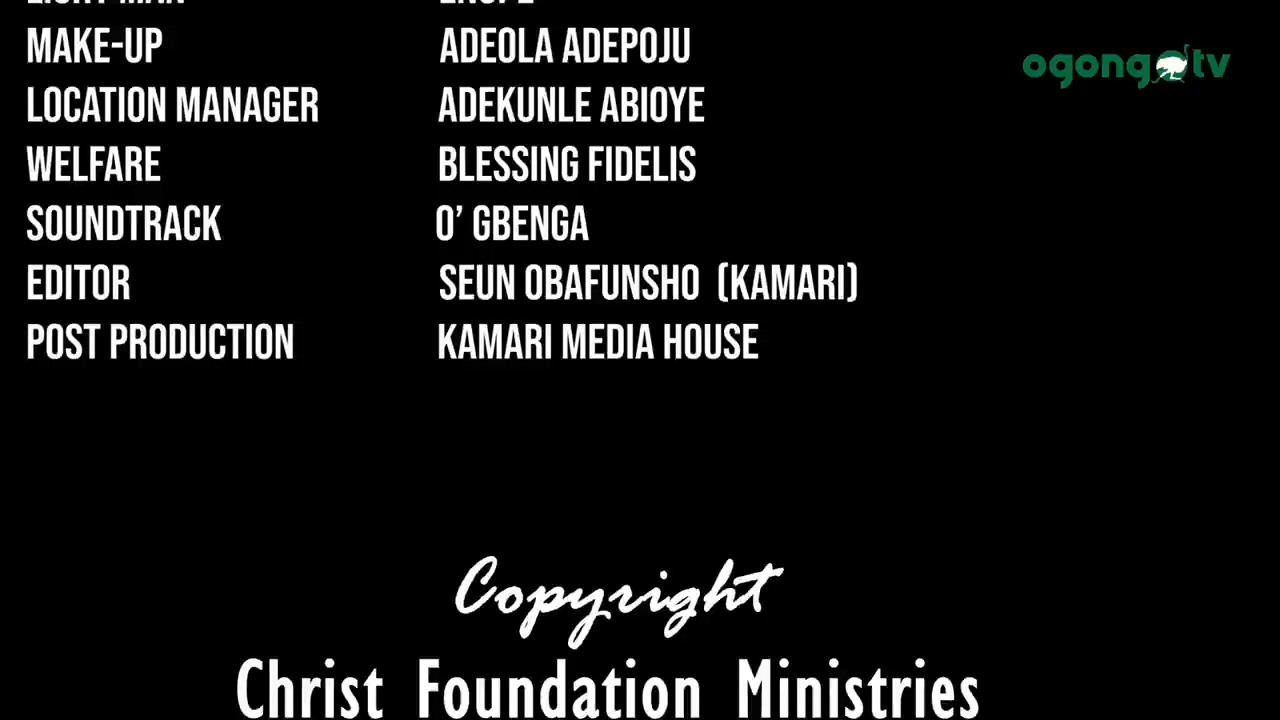 MAKE-UP ADEOLA ADEPOJU
ogongotv
LOCATION MANAGER ADEKUNLE ABIOYE
WELFARE BLESSING FIDELIS
SOUNDTRACK O’ GBENGA
EDITOR SEUN OBAFUNSHO (KAMARI)
POST PRODUCTION KAMARI MEDIA HOUSE
Copyright
Christ Foundation Ministries